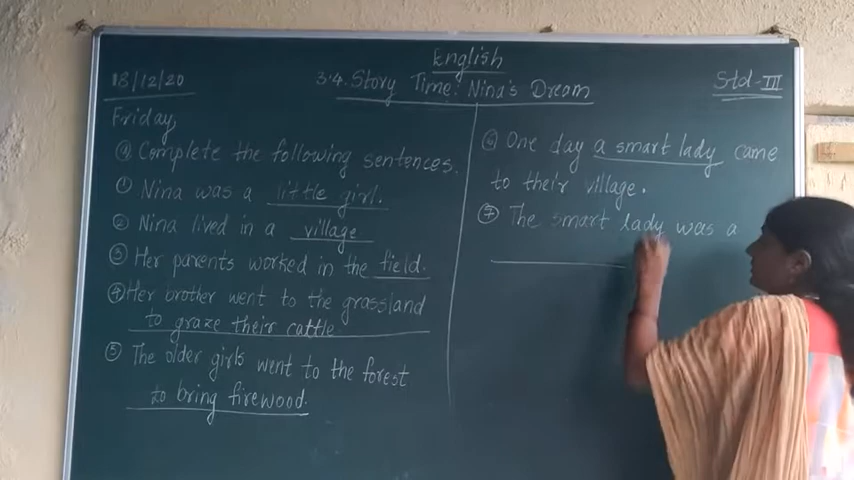 English
18/12/20
3.4. Story Time: Nina's Dream
Std-III
Friday
Q Complete the following sentences.
① Nina was a little girl.
② Nina lived in a village
③ Her parents worked in the field.
④ Her brother went to the grassland
to graze their cattle.
⑤ The older girls went to the forest
to bring firewood.
⑥ One day a smart lady came
to their village.
⑦ The smart lady was a